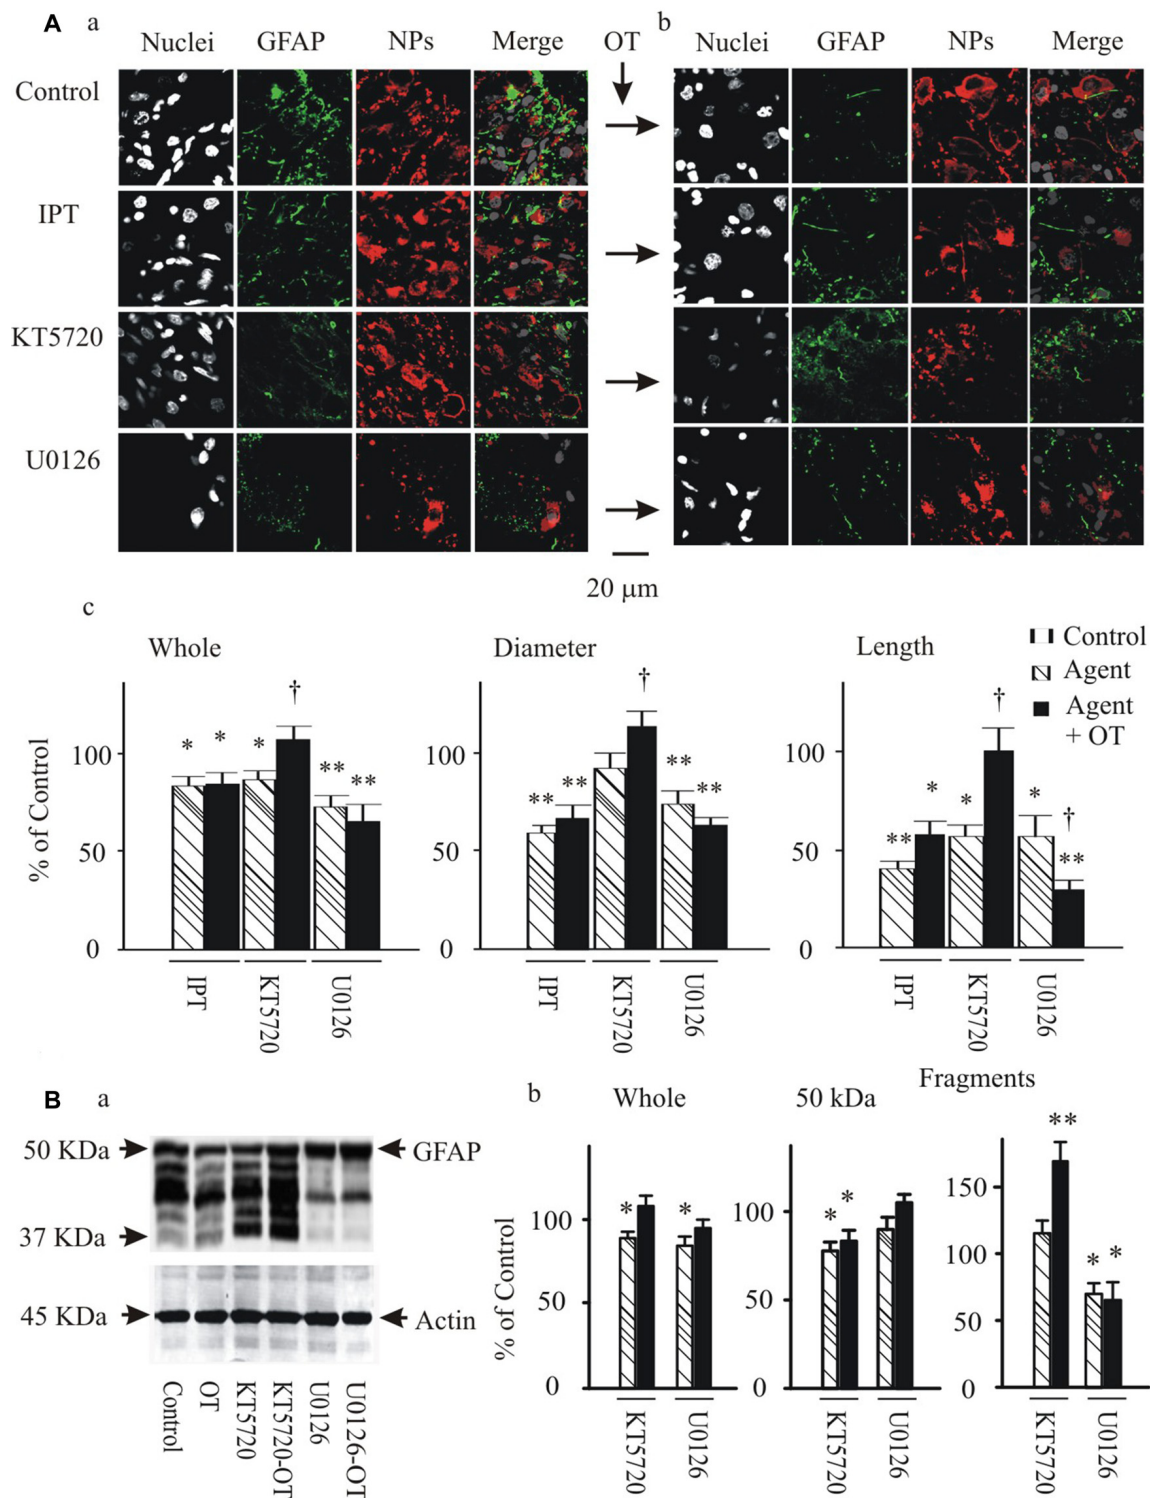 A a b
Nuclei GFAP NPs Merge OT Nuclei GFAP NPs Merge
Control
IPT
KT5720
U0126
20 µm
c
Whole Diameter Length
Control
Agent
Agent
+ OT
% of Control
100
50
0
* * * † ** **
IPT KT5720 U0126
100
50
0
** ** † ** **
IPT KT5720 U0126
100
50
0
** * * † * † **
IPT KT5720 U0126
B a b
50 KDa GFAP
37 KDa
45 KDa Actin
Control OT KT5720 KT5720-OT U0126 U0126-OT
Whole 50 kDa Fragments
% of Control
100
50
0
* *
KT5720 U0126
100
50
0
* *
KT5720 U0126
150
100
50
0
** * *
KT5720 U0126